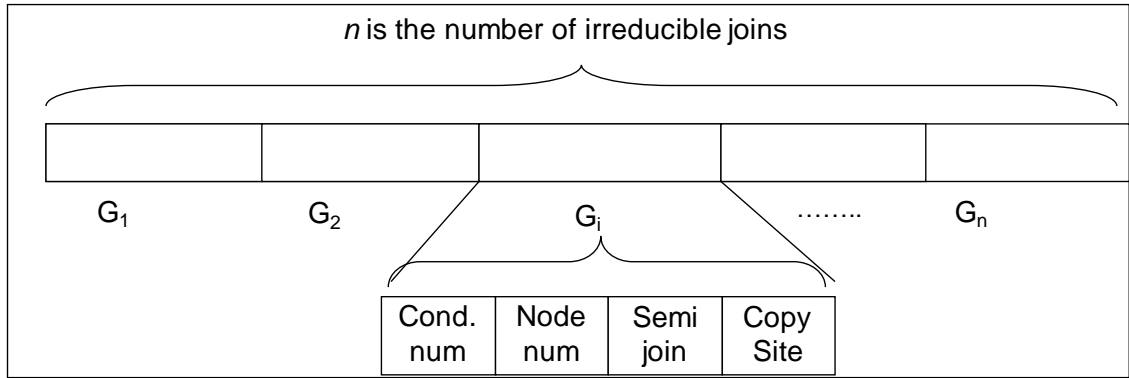 n is the number of irreducible joins
G1 G2 Gi ........ Gn
Cond. Node Semi Copy
num num join Site